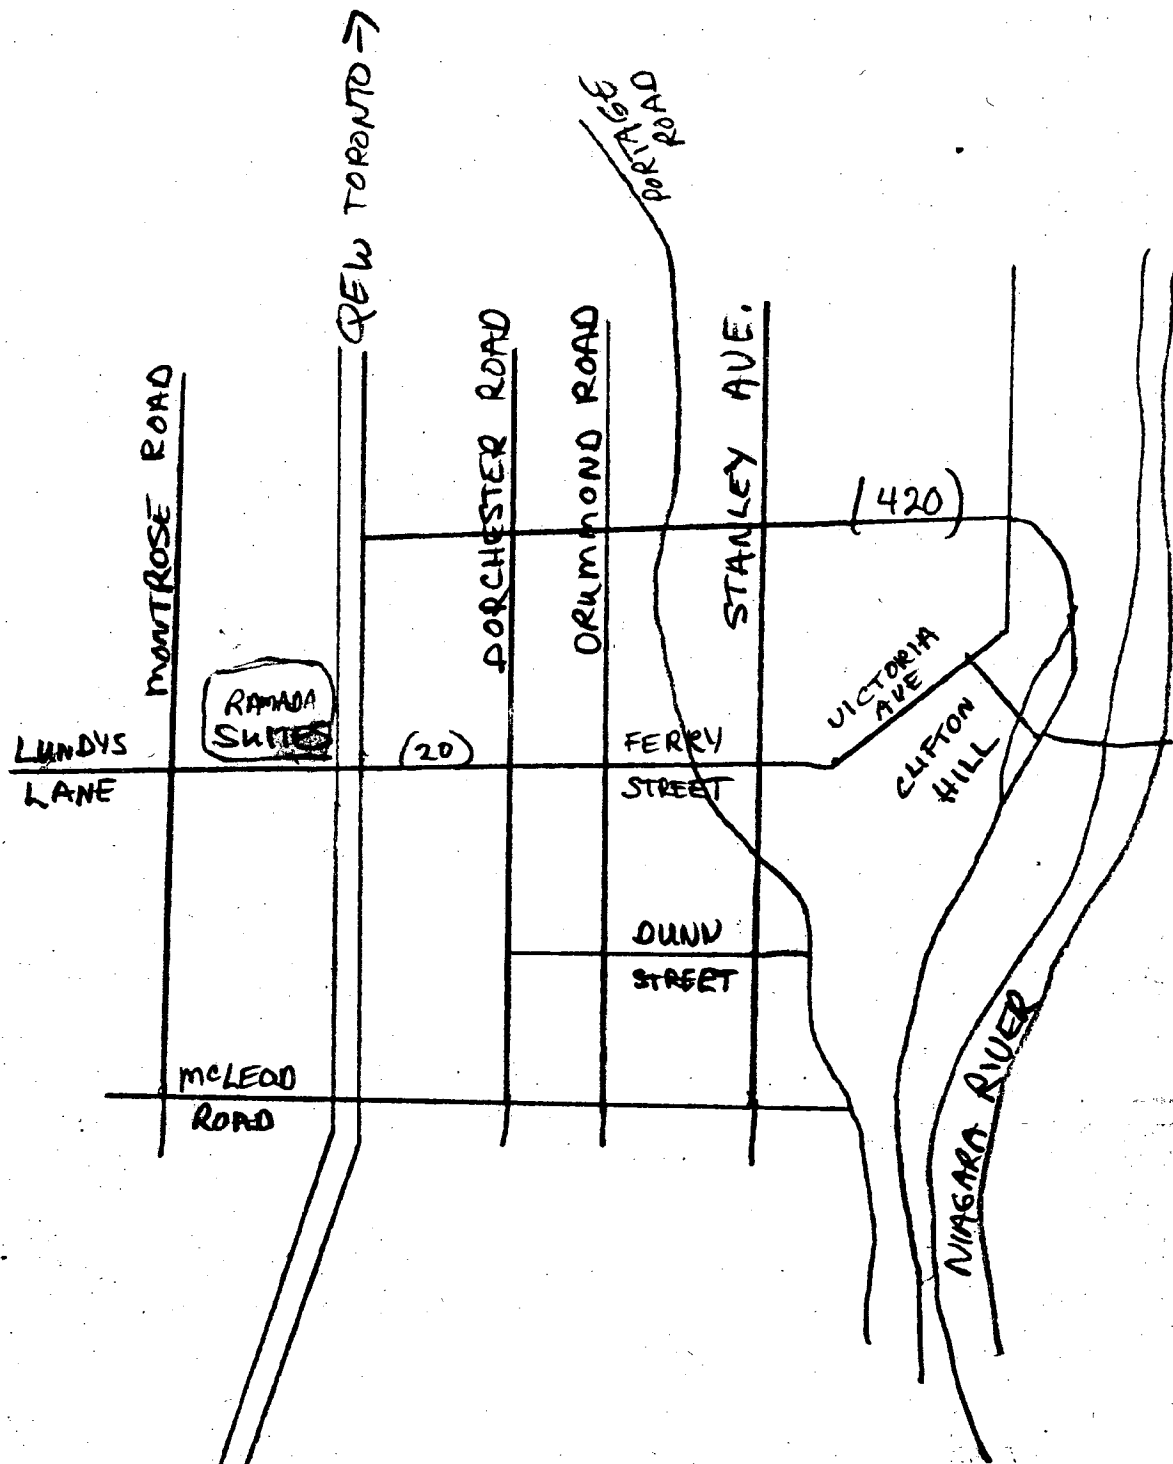 QEW TORONTO →
PORTAGE
ROAD
MONTROSE ROAD
DORCHESTER ROAD
DRUMMOND ROAD
STANLEY AVE.
(420)
RAMADA
SUITES
VICTORIA
AVE
CLIFTON
HILL
LUNDYS
LANE
(20)
FERRY
STREET
DUNN
STREET
McLEOD
ROAD
NIAGARA RIVER